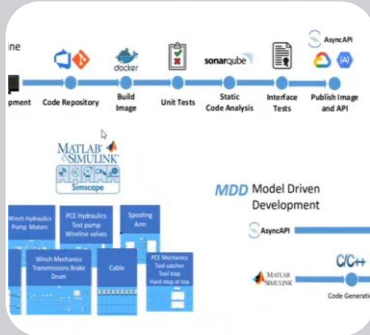 ine
AsyncAPI
docker
sonarqube
pment
Code Repository
Build
Image
Unit Tests
Static
Code Analysis
Interface
Tests
Publish Image
and API
MATLAB
&SIMULINK
Simscape
MDD Model Driven
Development
Winch Hydraulics
Pump Motors
PCE Hydraulics
Test pump
Wireline valves
Spooling
Arm
AsyncAPI
Winch Mechanics
Transmissions Brake
Drum
Cable
PCE Mechanics
Tool catcher
Tool trap
Hard stop at top
C/C++
MATLAB
SIMULINK
Code Generatio